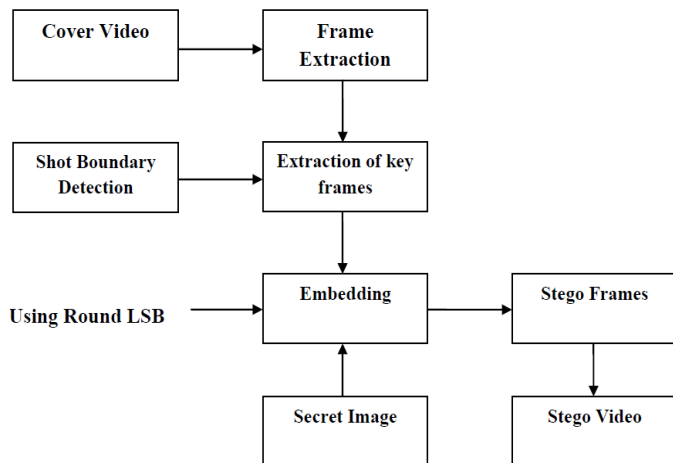 Cover Video
Frame
Extraction
Shot Boundary
Detection
Extraction of key
frames
Using Round LSB
Embedding
Stego Frames
Secret Image
Stego Video